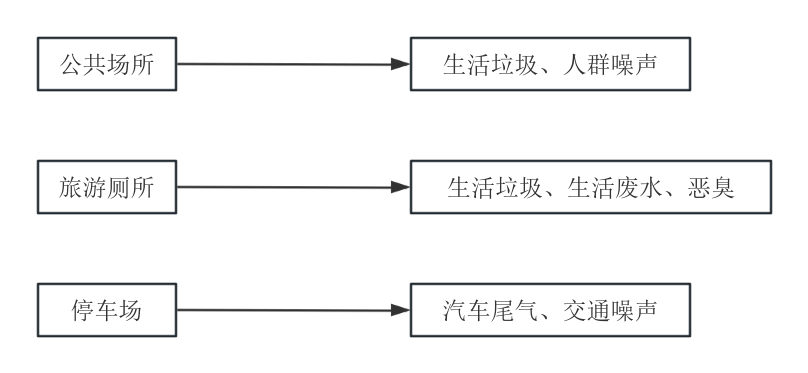 公共场所
生活垃圾、人群噪声
旅游厕所
生活垃圾、生活废水、恶臭
停车场
汽车尾气、交通噪声